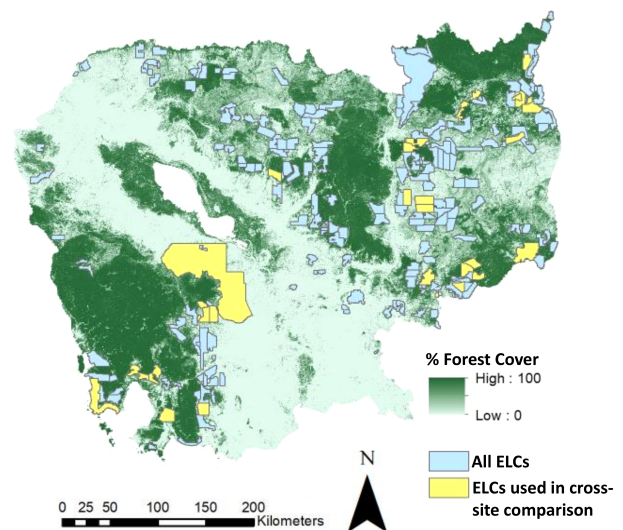 % Forest Cover
High : 100
Low : 0
All ELCs
ELCs used in cross-
site comparison
N
0 25 50 100 150 200
Kilometers